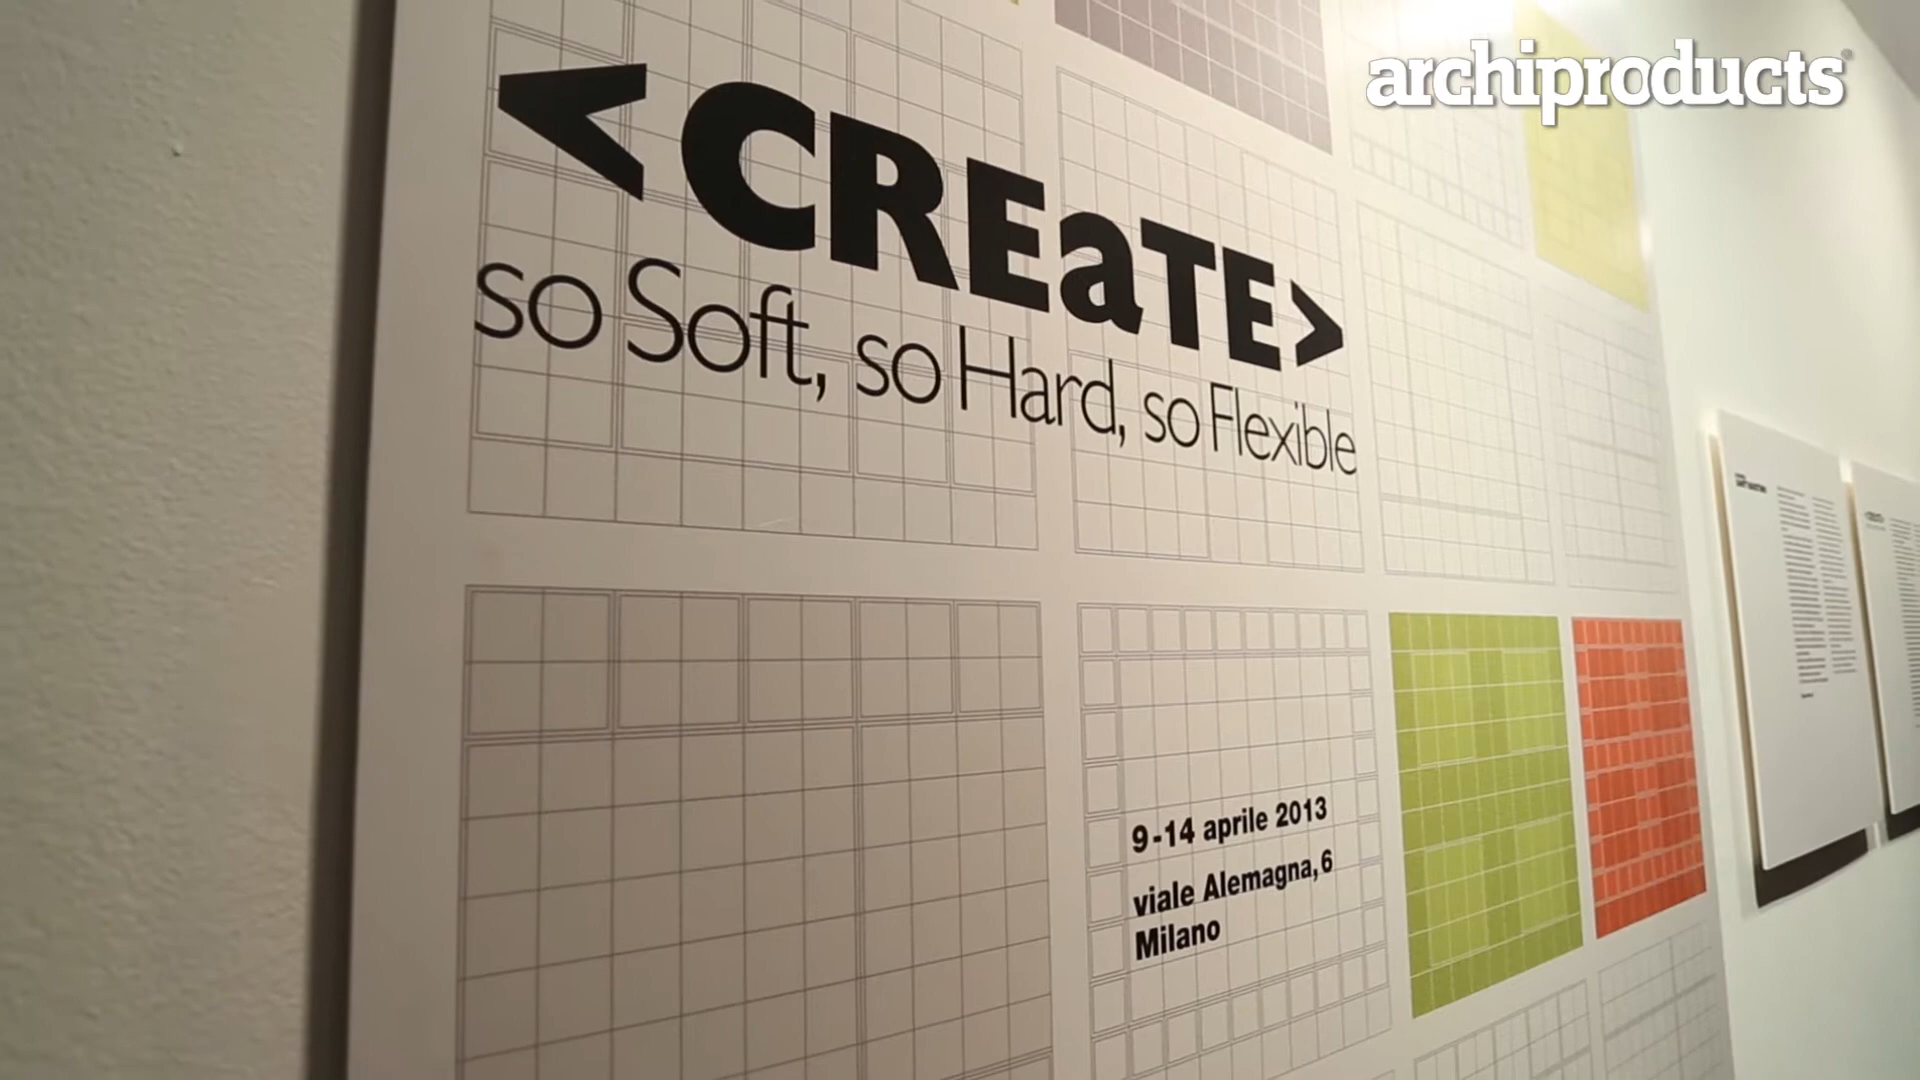 archiproducts
<CREaTE>
so Soft, so Hard, so Flexible
9-14 aprile 2013
viale Alemagna, 6
Milano